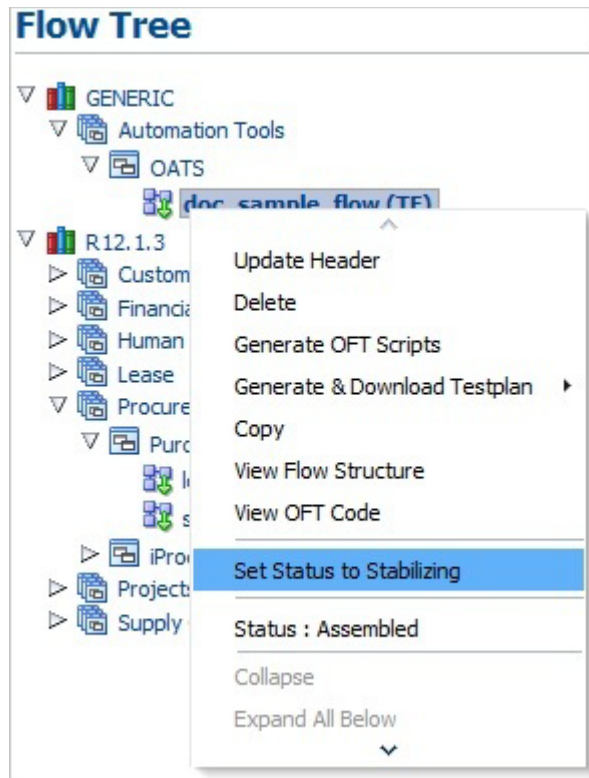 Flow Tree
GENERIC
Automation Tools
OATS
doc_sample_flow (TF)
R12.1.3
Custom
Financia
Human
Lease
Procure
Purc
iPro
Projects
Supply
Update Header
Delete
Generate OFT Scripts
Generate & Download Testplan
Copy
View Flow Structure
View OFT Code
Set Status to Stabilizing
Status : Assembled
Collapse
Expand All Below